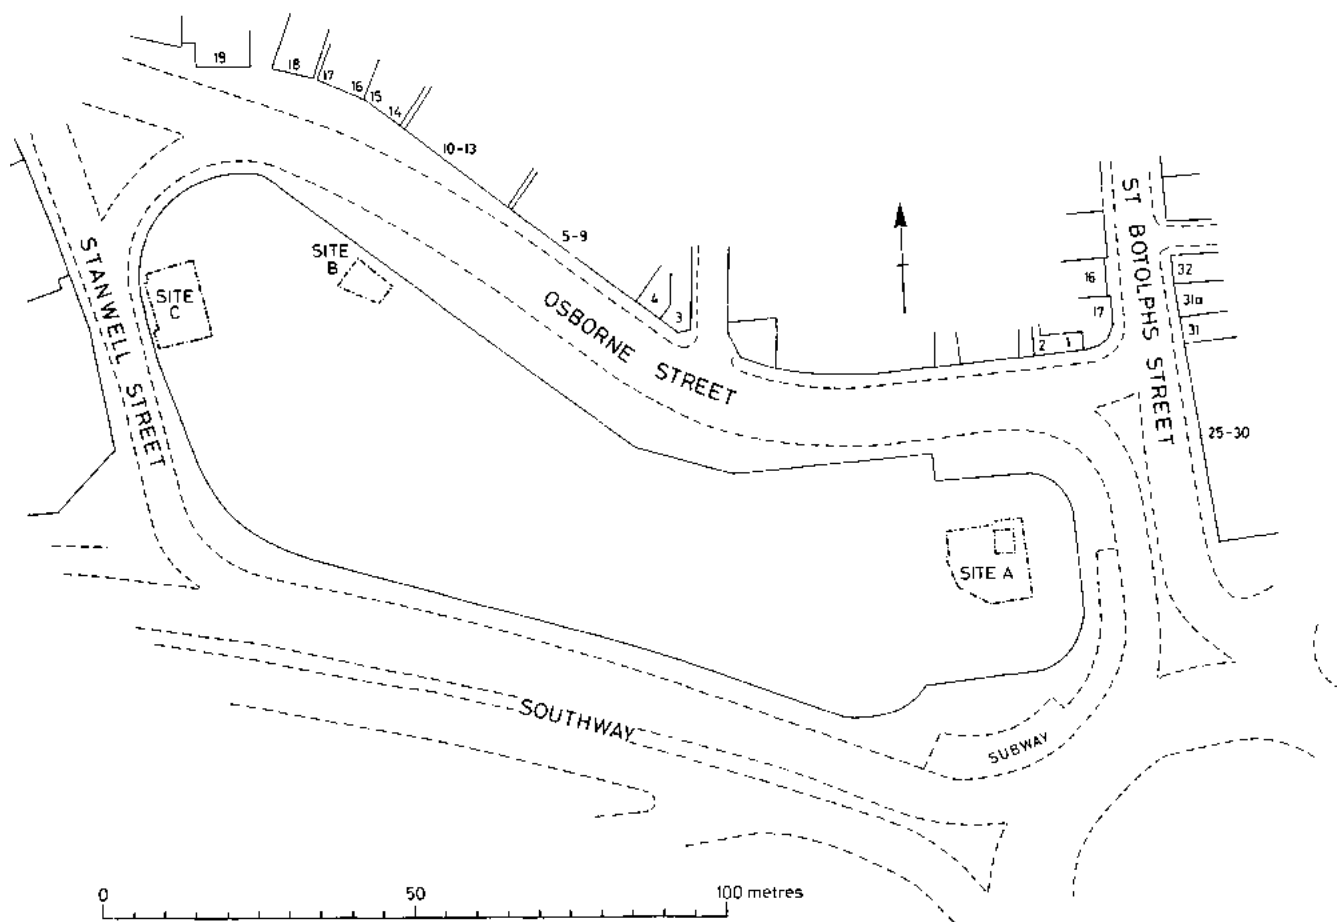 19
18
17
16
15
14
10-13
5-9
4
3
SITE
B
SITE
C
STANWELL STREET
OSBORNE STREET
ST BOTOLPHS STREET
16
17
2
1
32
31a
31
25-30
SITE A
SOUTHWAY
SUBWAY
0
50
100 metres